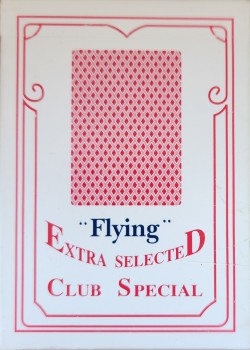 "Flying"
EXTRA SELECTED
CLUB SPECIAL